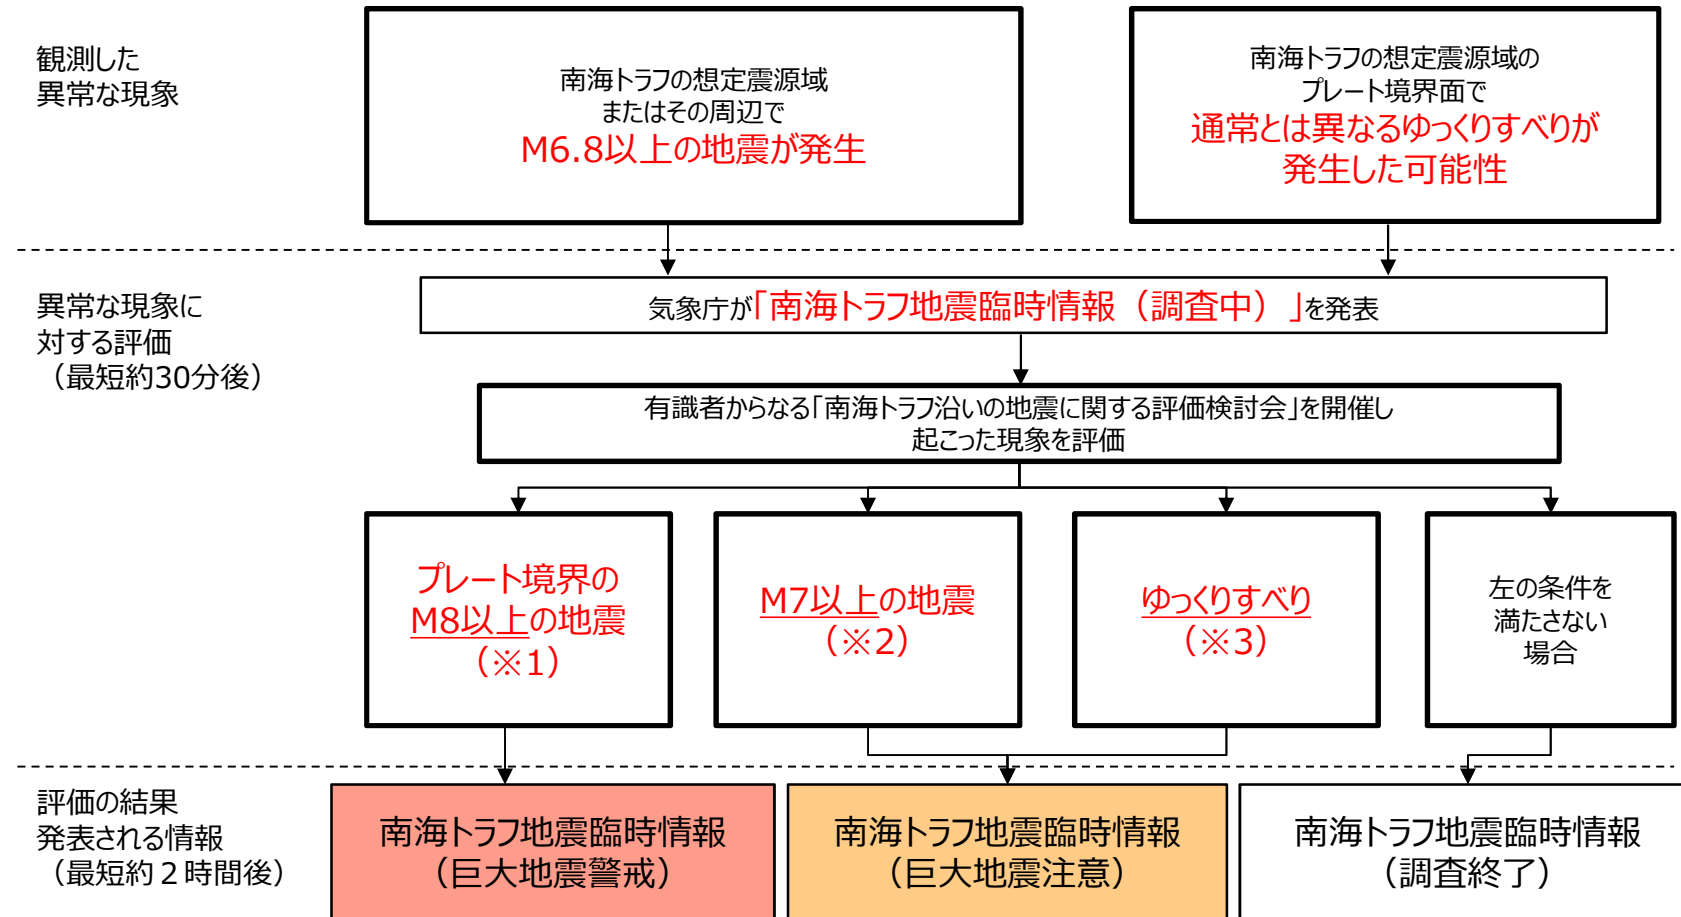 観測した
異常な現象
南海トラフの想定震源域
またはその周辺で
M6.8以上の地震が発生
南海トラフの想定震源域の
プレート境界面で
通常とは異なるゆっくりすべりが
発生した可能性
異常な現象に
対する評価
（最短約30分後）
気象庁が「南海トラフ地震臨時情報（調査中）」を発表
有識者からなる「南海トラフ沿いの地震に関する評価検討会」を開催し
起こった現象を評価
プレート境界の
M8以上の地震
（※1）
M7以上の地震
（※2）
ゆっくりすべり
（※3）
左の条件を
満たさない
場合
評価の結果
発表される情報
（最短約２時間後）
南海トラフ地震臨時情報
（巨大地震警戒）
南海トラフ地震臨時情報
（巨大地震注意）
南海トラフ地震臨時情報
（調査終了）